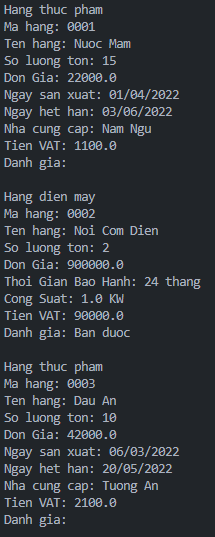 Hang thuc pham
Ma hang: 0001
Ten hang: Nuoc Mam
So luong ton: 15
Don Gia: 22000.0
Ngay san xuat: 01/04/2022
Ngay het han: 03/06/2022
Nha cung cap: Nam Ngu
Tien VAT: 1100.0
Danh gia:

Hang dien may
Ma hang: 0002
Ten hang: Noi Com Dien
So luong ton: 2
Don Gia: 900000.0
Thoi Gian Bao Hanh: 24 thang
Cong Suat: 1.0 KW
Tien VAT: 90000.0
Danh gia: Ban duoc

Hang thuc pham
Ma hang: 0003
Ten hang: Dau An
So luong ton: 10
Don Gia: 42000.0
Ngay san xuat: 06/03/2022
Ngay het han: 20/05/2022
Nha cung cap: Tuong An
Tien VAT: 2100.0
Danh gia: